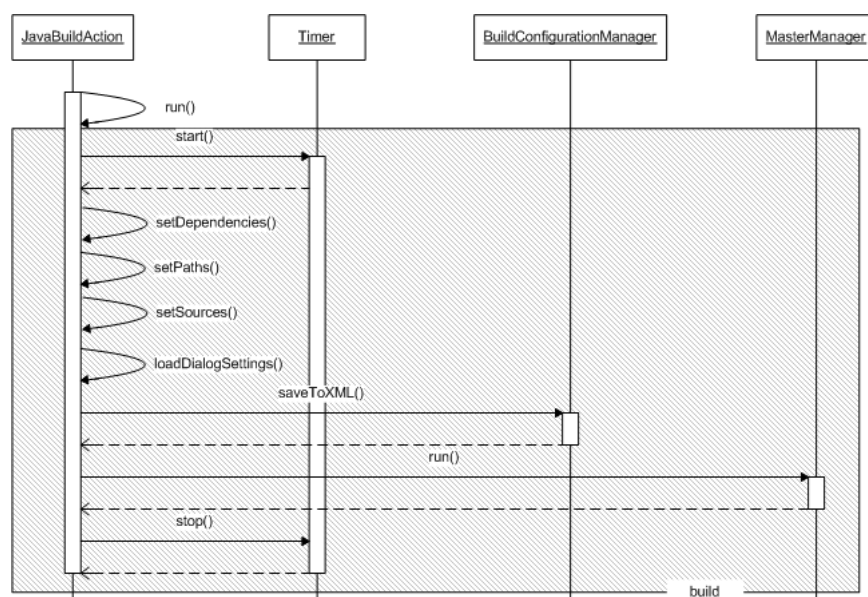 JavaBuildAction
Timer
BuildConfigurationManager
MasterManager
run()
start()
setDependencies()
setPaths()
setSources()
loadDialogSettings()
saveToXML()
run()
stop()
build